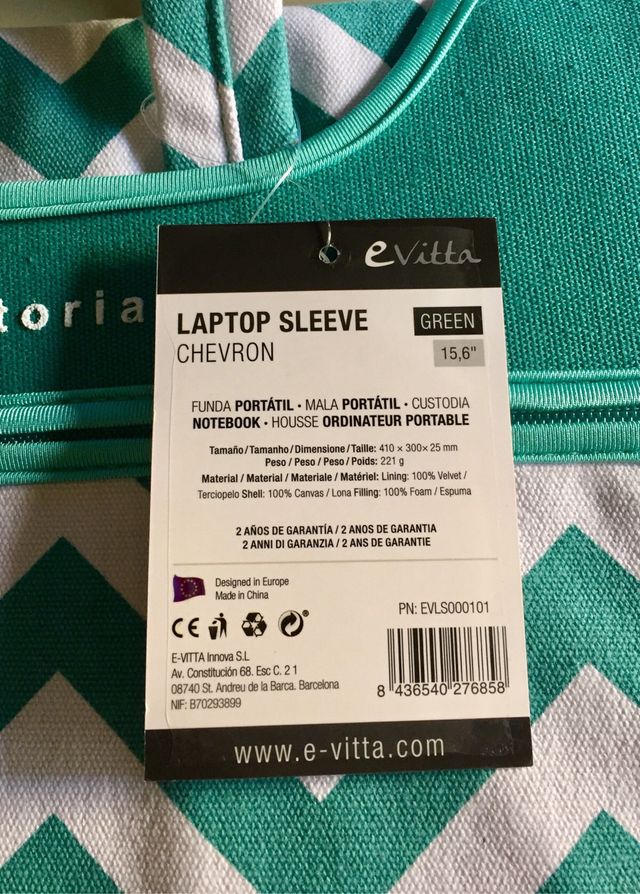 e vitta
toria
LAPTOP SLEEVE GREEN
CHEVRON 15,6"
FUNDA PORTÁTIL · MALA PORTÁTIL · CUSTODIA
NOTEBOOK · HOUSSE ORDINATEUR PORTABLE
Tamaño/Tamanho/Dimensione/Taille: 410 × 300 × 25 mm
Peso / Peso / Peso / Poids: 221 g
Material / Material / Materiale / Matériel: Lining: 100% Velvet /
Terciopelo Shell: 100% Canvas / Lona Filling: 100% Foam / Espuma
2 AÑOS DE GARANTÍA / 2 ANOS DE GARANTIA
2 ANNI DI GARANZIA / 2 ANS DE GARANTIE
Designed in Europe
Made in China
PN: EVLS000101
CE
E-VITTA Innova S.L
Av. Constitución 68. Esc C. 2 1
08740 St. Andreu de la Barca. Barcelona
NIF: B70293899
8 436540 276858
www.e-vitta.com